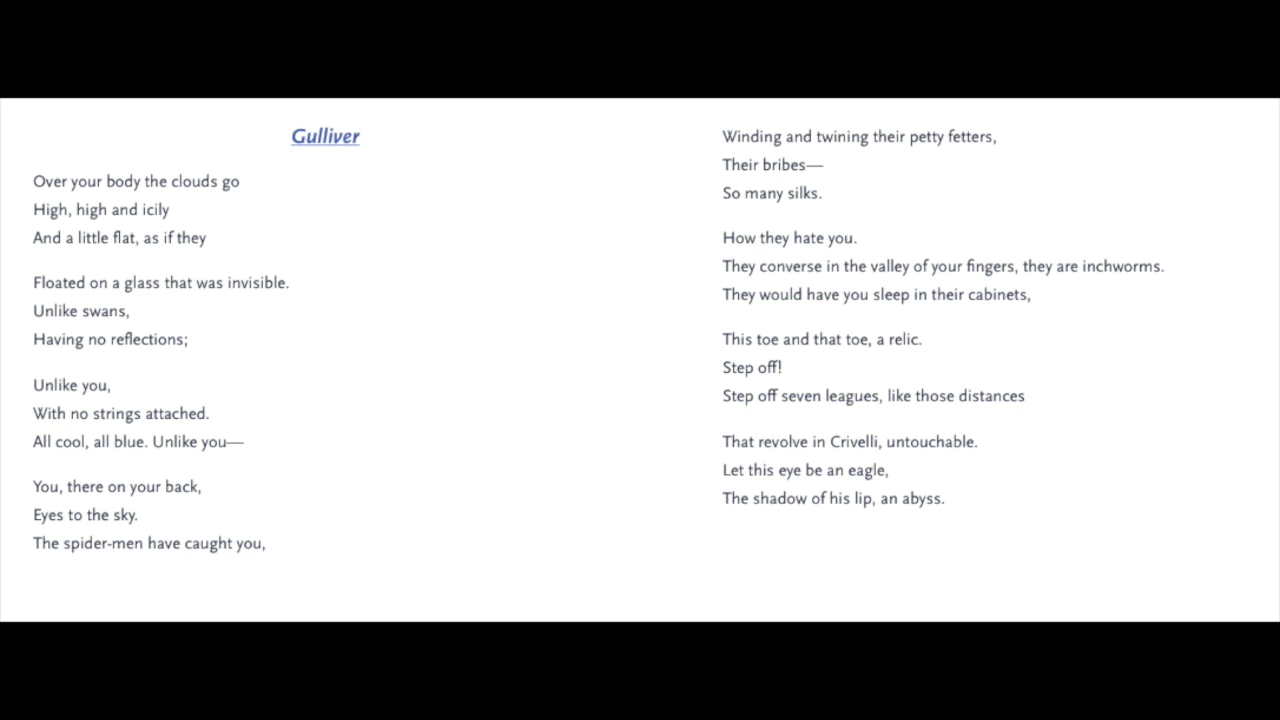 Gulliver
Over your body the clouds go
High, high and icily
And a little flat, as if they
Floated on a glass that was invisible.
Unlike swans,
Having no reflections;
Unlike you,
With no strings attached.
All cool, all blue. Unlike you—
You, there on your back,
Eyes to the sky.
The spider-men have caught you,
Winding and twining their petty fetters,
Their bribes—
So many silks.
How they hate you.
They converse in the valley of your fingers, they are inchworms.
They would have you sleep in their cabinets,
This toe and that toe, a relic.
Step off!
Step off seven leagues, like those distances
That revolve in Crivelli, untouchable.
Let this eye be an eagle,
The shadow of his lip, an abyss.